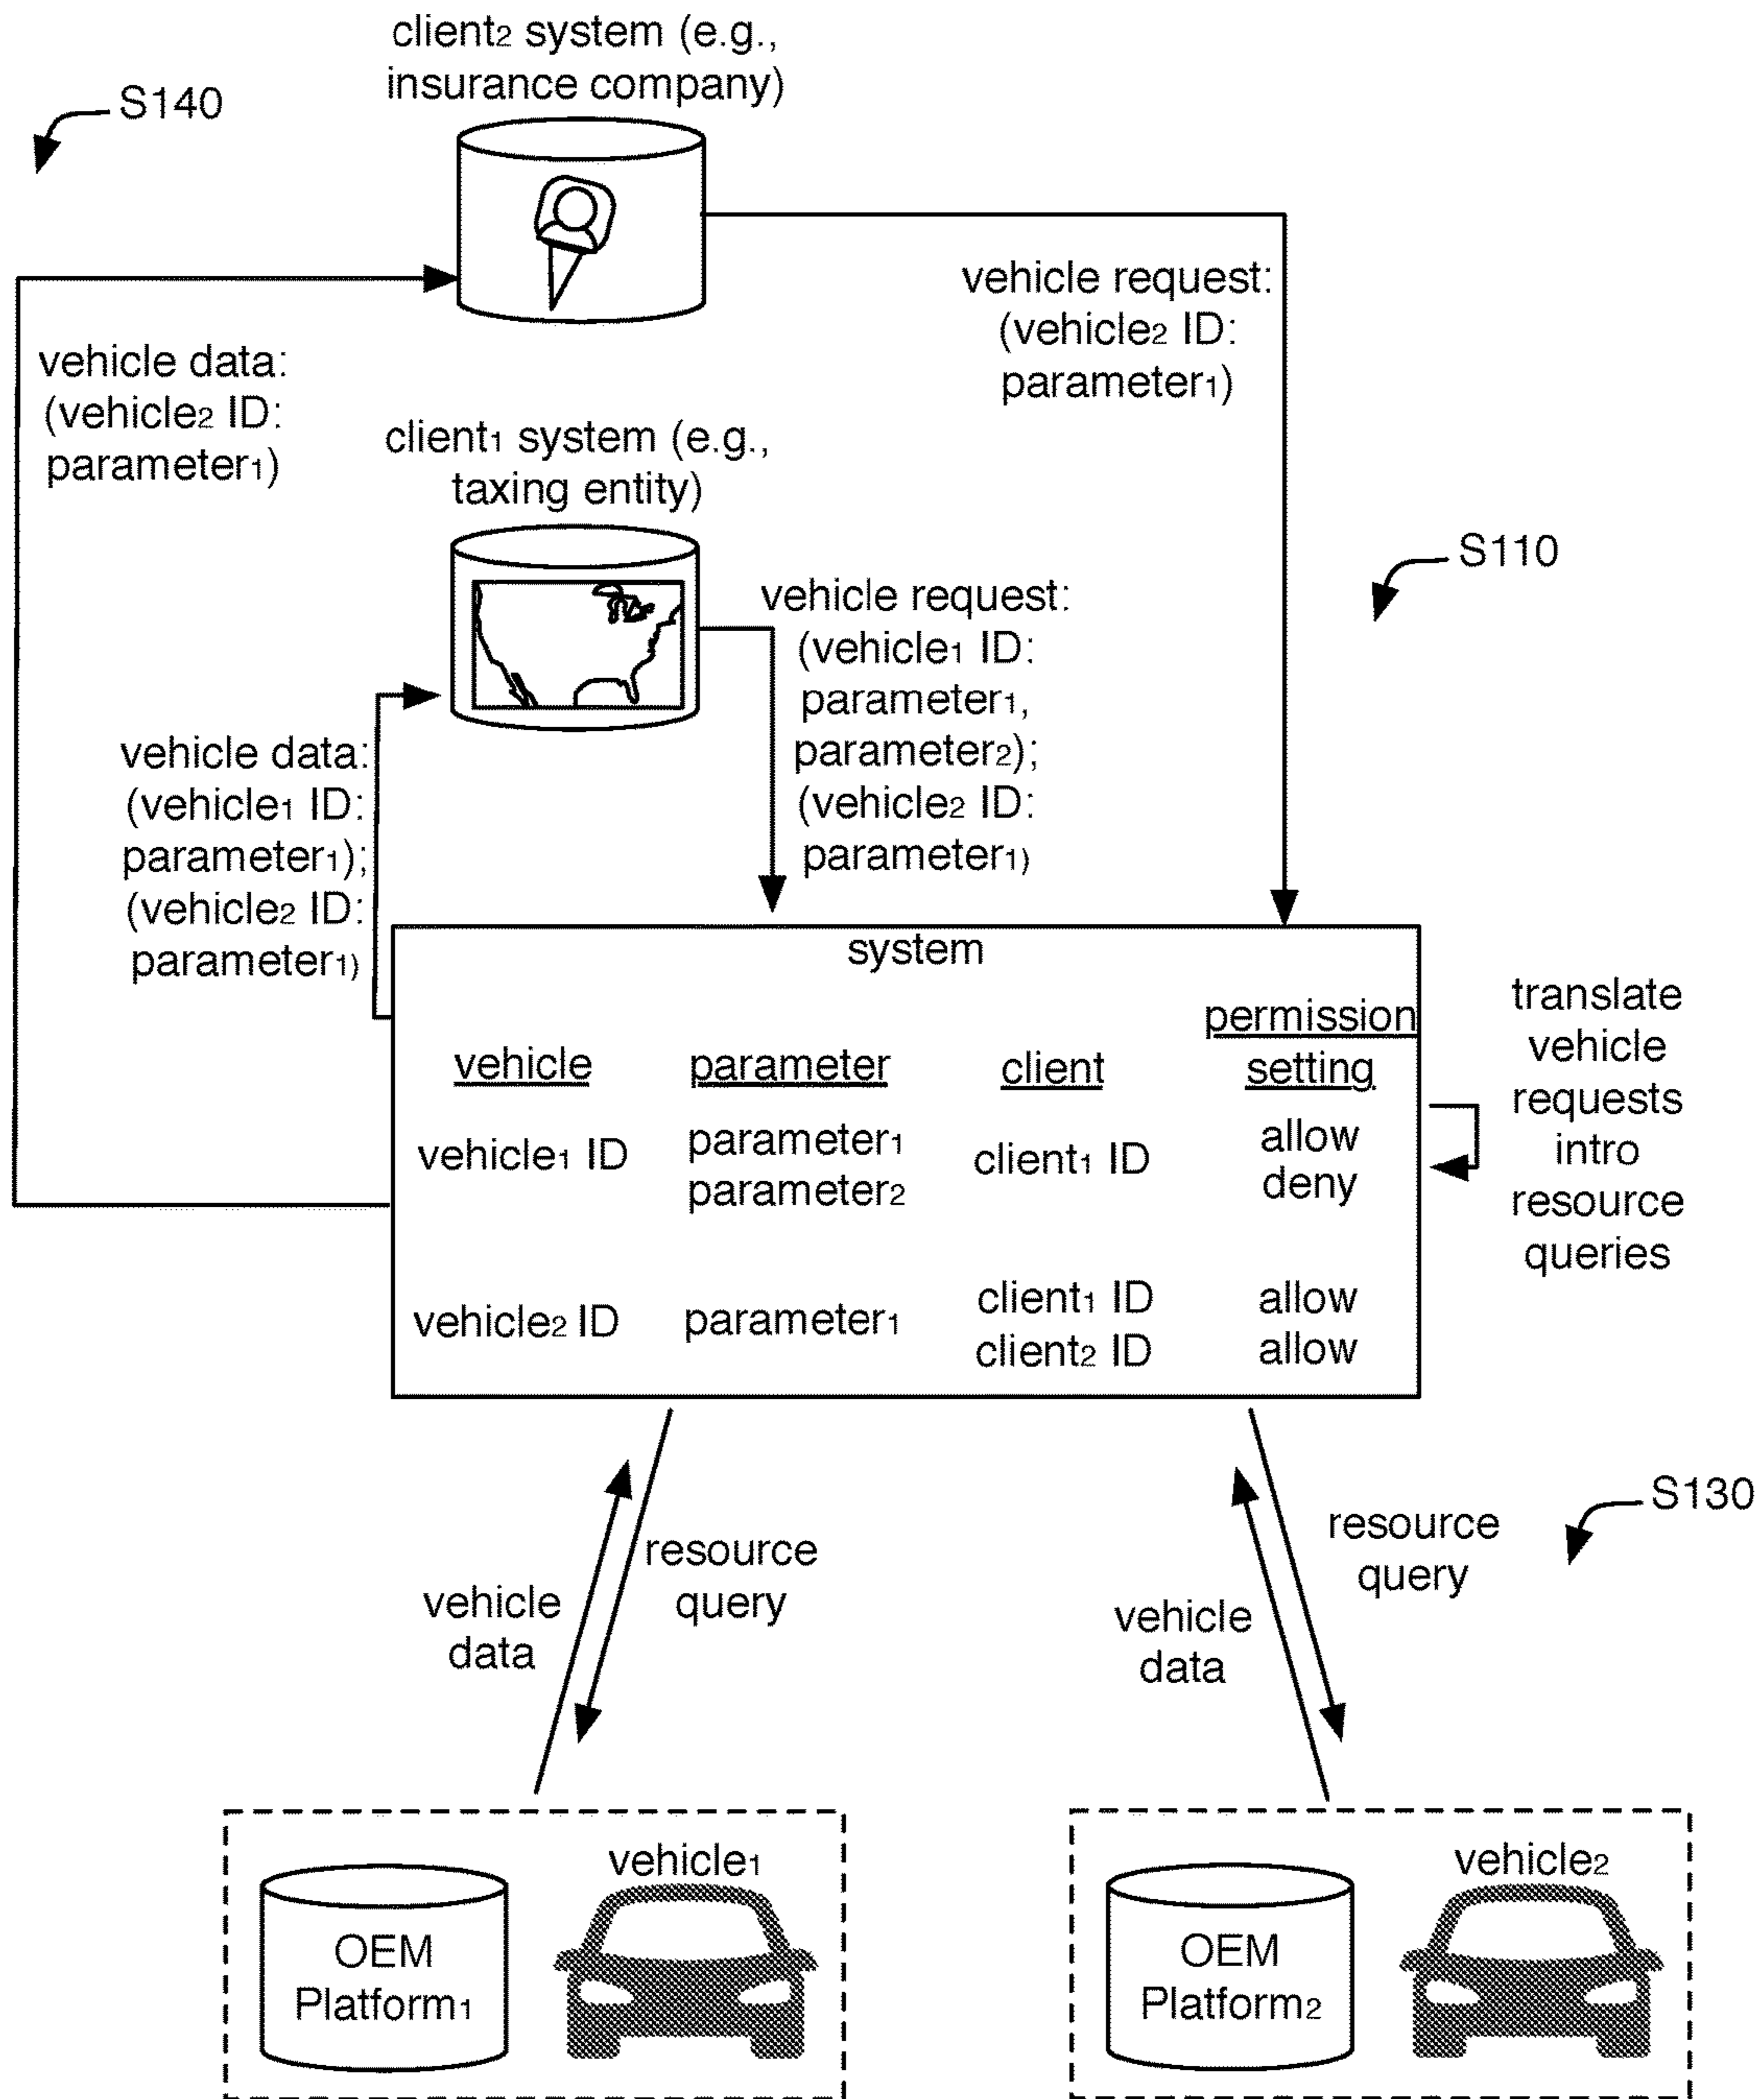 client₂ system (e.g.,
insurance company)
S140
vehicle request:
(vehicle₂ ID:
parameter₁)
vehicle data:
(vehicle₂ ID:
parameter₁)
client₁ system (e.g.,
taxing entity)
S110
vehicle request:
(vehicle₁ ID:
parameter₁,
parameter₂);
(vehicle₂ ID:
parameter₁)
vehicle data:
(vehicle₁ ID:
parameter₁);
(vehicle₂ ID:
parameter₁)
system
vehicle parameter client permission
setting
vehicle₁ ID parameter₁ client₁ ID allow
parameter₂ deny
vehicle₂ ID parameter₁ client₁ ID allow
client₂ ID allow
translate
vehicle
requests
intro
resource
queries
S130
resource
query
vehicle
data
resource
query
vehicle
data
vehicle₁
OEM
Platform₁
vehicle₂
OEM
Platform₂